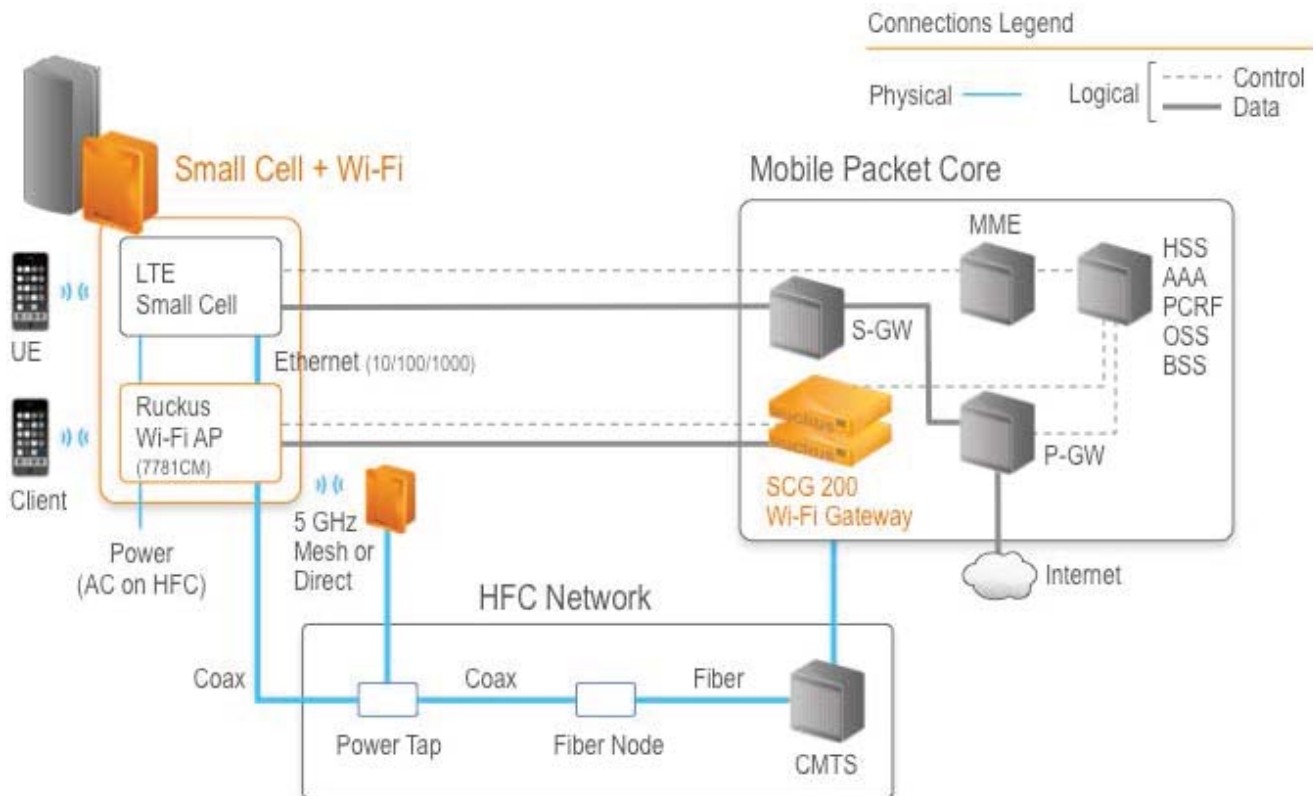 Connections Legend
Physical
Logical
Control
Data
Small Cell + Wi-Fi
Mobile Packet Core
LTE
Small Cell
UE
Ethernet (10/100/1000)
Ruckus
Wi-Fi AP
(7781CM)
Client
Power
(AC on HFC)
5 GHz
Mesh or
Direct
MME
HSS
AAA
PCRF
OSS
BSS
S-GW
P-GW
SCG 200
Wi-Fi Gateway
Internet
HFC Network
Coax
Coax
Fiber
Power Tap
Fiber Node
CMTS